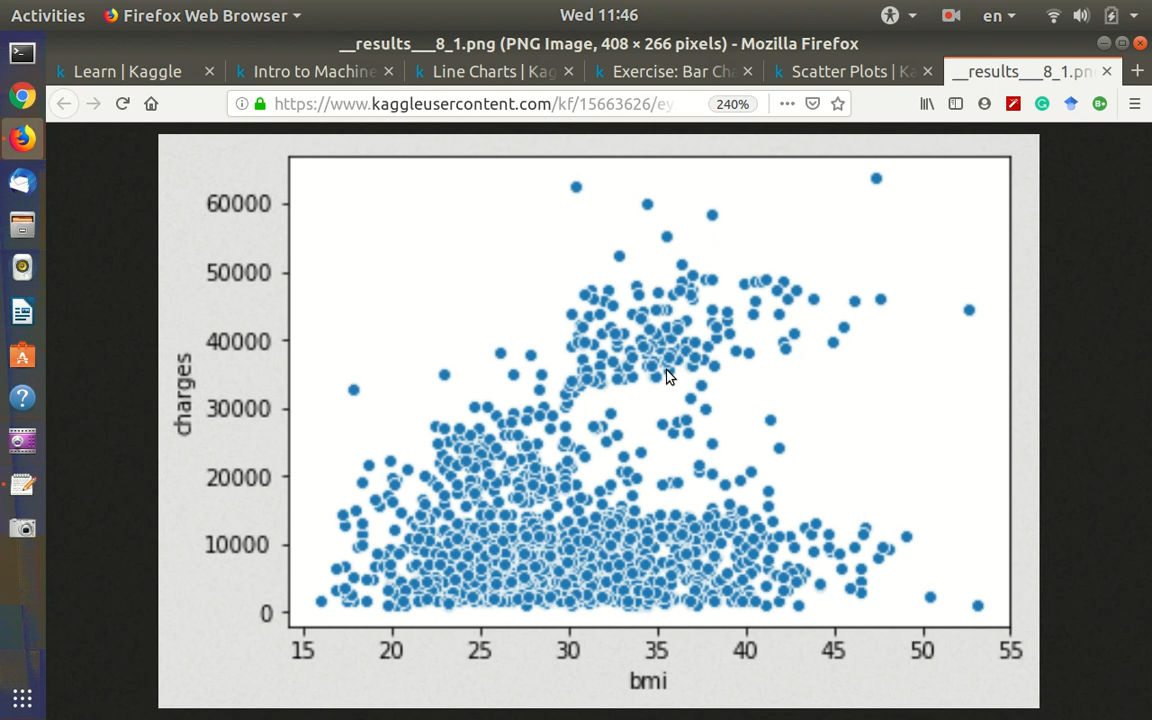 Activities Firefox Web Browser Wed 11:46 en
__results___8_1.png (PNG Image, 408 × 266 pixels) - Mozilla Firefox
k Learn | Kaggle k Intro to Machine k Line Charts | Kag k Exercise: Bar Cha k Scatter Plots | Ka __results___8_1.pn
https://www.kaggleusercontent.com/kf/15663626/ey 240%
60000
50000
40000
30000
20000
10000
0
charges
15 20 25 30 35 40 45 50 55
bmi